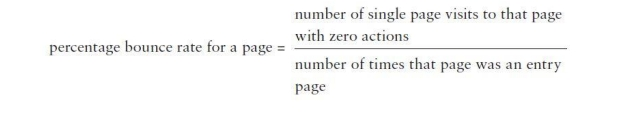 number of single page visits to that page
with zero actions
percentage bounce rate for a page =
number of times that page was an entry
page